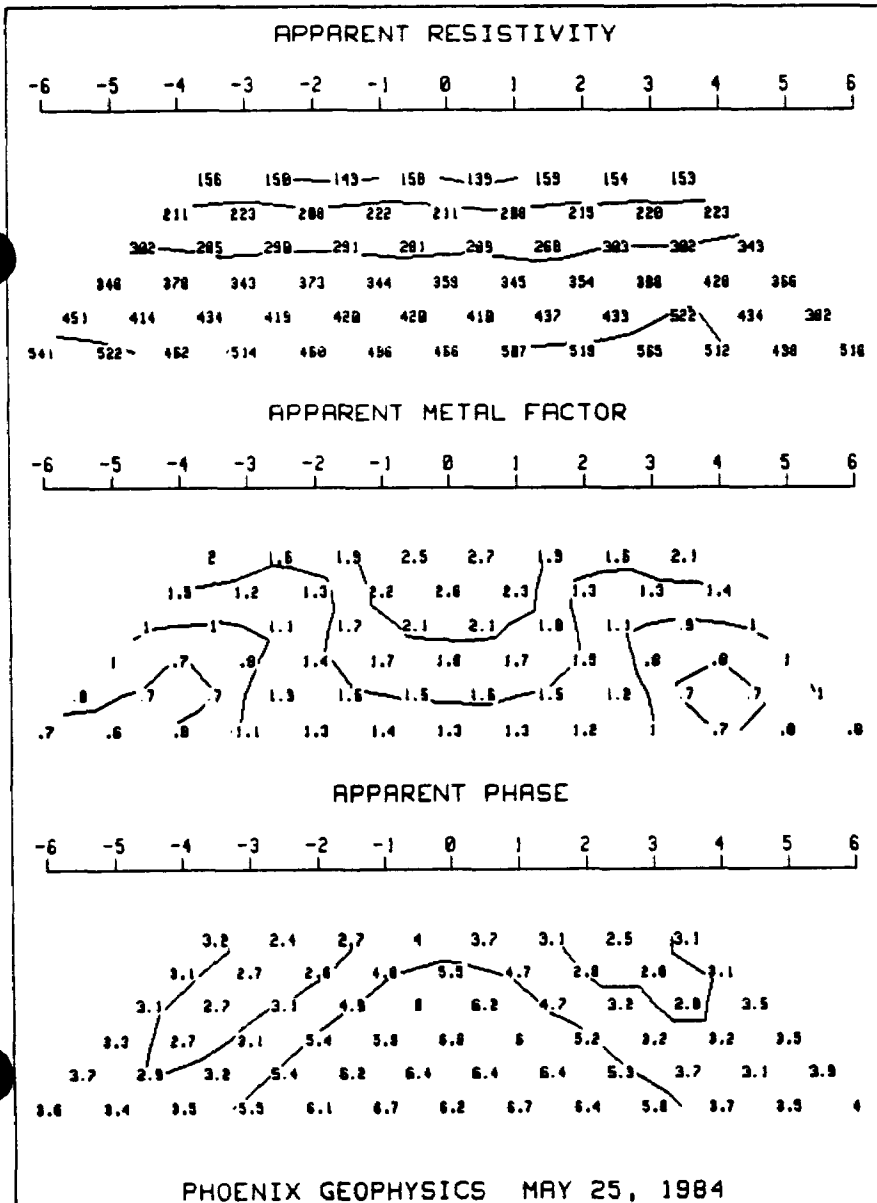 APPARENT RESISTIVITY
-6 -5 -4 -3 -2 -1 0 1 2 3 4 5 6
156 150 143 150 139 159 154 153
211 223 208 222 211 208 215 220 223
302 285 290 291 281 285 268 303 302 343
346 378 343 373 344 359 345 354 388 428 366
451 414 434 419 428 428 418 437 433 522 434 382
541 522 462 514 460 496 466 507 519 565 512 498 516
APPARENT METAL FACTOR
-6 -5 -4 -3 -2 -1 0 1 2 3 4 5 6
2 1.6 1.9 2.5 2.7 1.9 1.6 2.1
1.5 1.2 1.3 2.2 2.6 2.3 1.3 1.3 1.4
1 1 1.1 1.7 2.1 2.1 1.8 1.1 .9 1
1 .7 .8 1.4 1.7 1.8 1.7 1.5 .8 .8 1
.8 .7 .7 1.3 1.6 1.5 1.6 1.5 1.2 .7 .7 1
.7 .6 .8 1.1 1.3 1.4 1.3 1.3 1.2 1 .7 .8 .8
APPARENT PHASE
-6 -5 -4 -3 -2 -1 0 1 2 3 4 5 6
3.2 2.4 2.7 4 3.7 3.1 2.5 3.1
3.1 2.7 2.6 4.8 5.5 4.7 2.8 2.8 3.1
3.1 2.7 3.1 4.9 6 6.2 4.7 3.2 2.8 3.5
3.3 2.7 3.1 5.4 5.8 6.8 6 5.2 3.2 3.2 3.5
3.7 2.9 3.2 5.4 6.2 6.4 6.4 6.4 5.3 3.7 3.1 3.9
3.6 3.4 3.5 5.5 6.1 6.7 6.2 6.7 6.4 5.8 3.7 3.5 4
PHOENIX GEOPHYSICS MAY 25, 1984